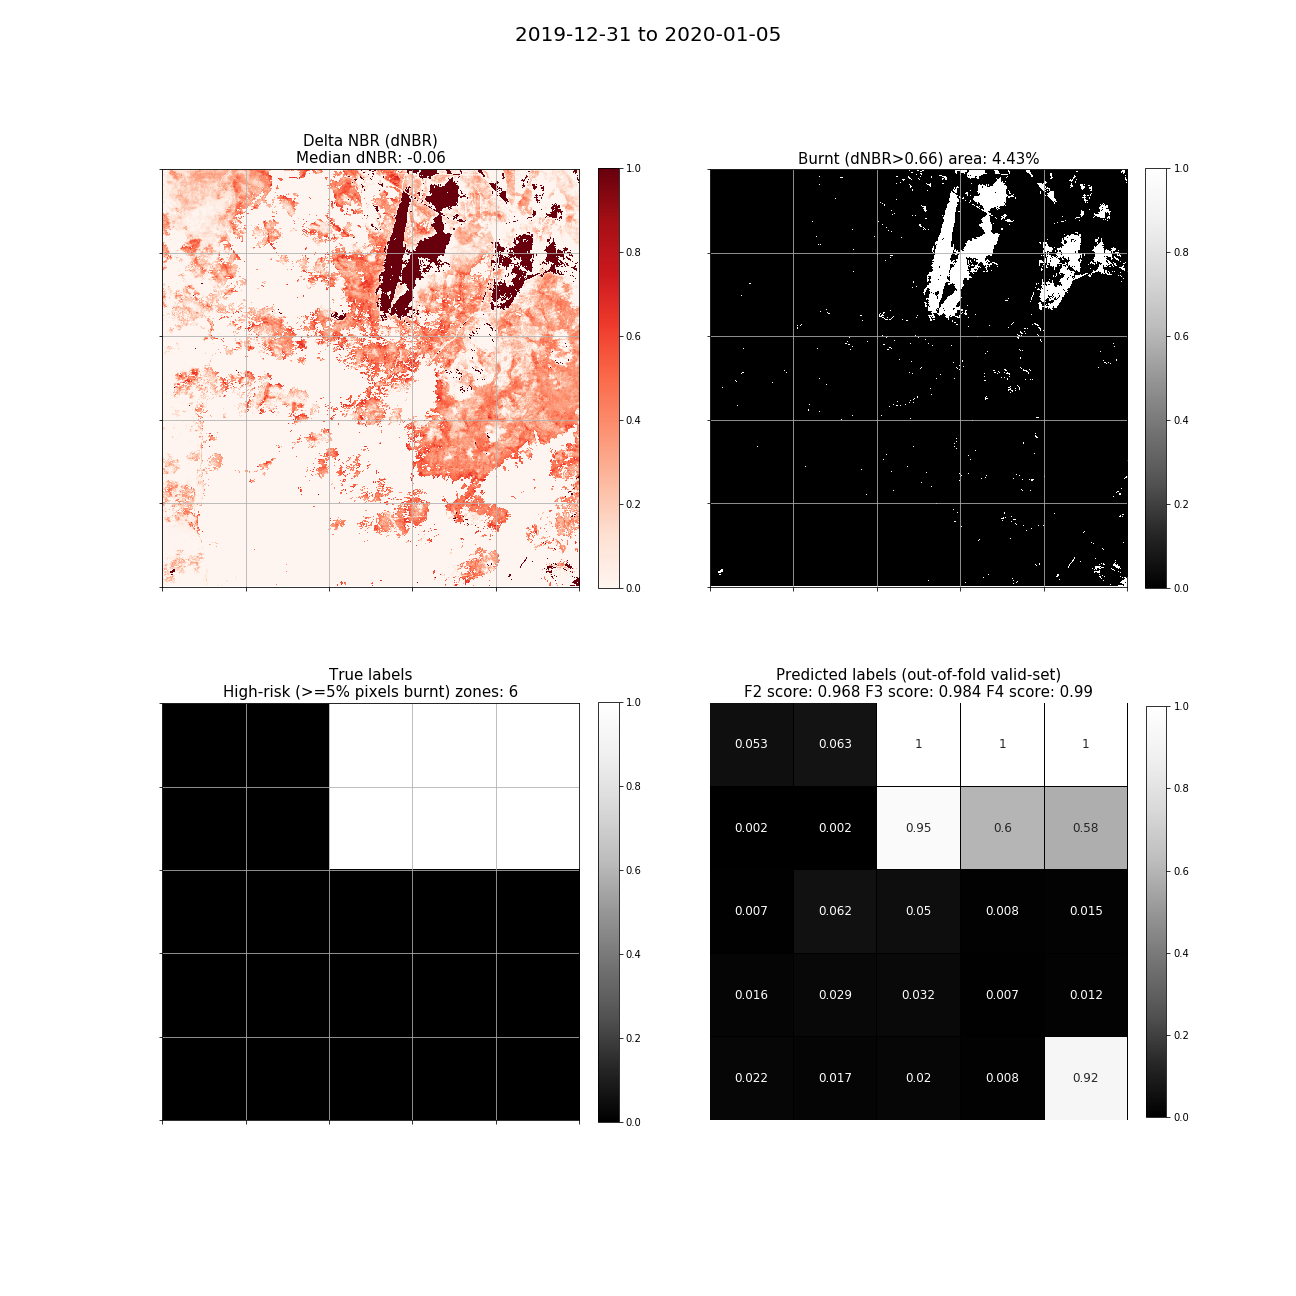 2019-12-31 to 2020-01-05
Delta NBR (dNBR)
Median dNBR: -0.06
1.0
0.8
0.6
0.4
0.2
0.0
Burnt (dNBR>0.66) area: 4.43%
1.0
0.8
0.6
0.4
0.2
0.0
True labels
High-risk (>=5% pixels burnt) zones: 6
1.0
0.8
0.6
0.4
0.2
0.0
Predicted labels (out-of-fold valid-set)
F2 score: 0.968 F3 score: 0.984 F4 score: 0.99
0.053 0.063 1 1 1
0.002 0.002 0.95 0.6 0.58
0.007 0.062 0.05 0.008 0.015
0.016 0.029 0.032 0.007 0.012
0.022 0.017 0.02 0.008 0.92
1.0
0.8
0.6
0.4
0.2
0.0